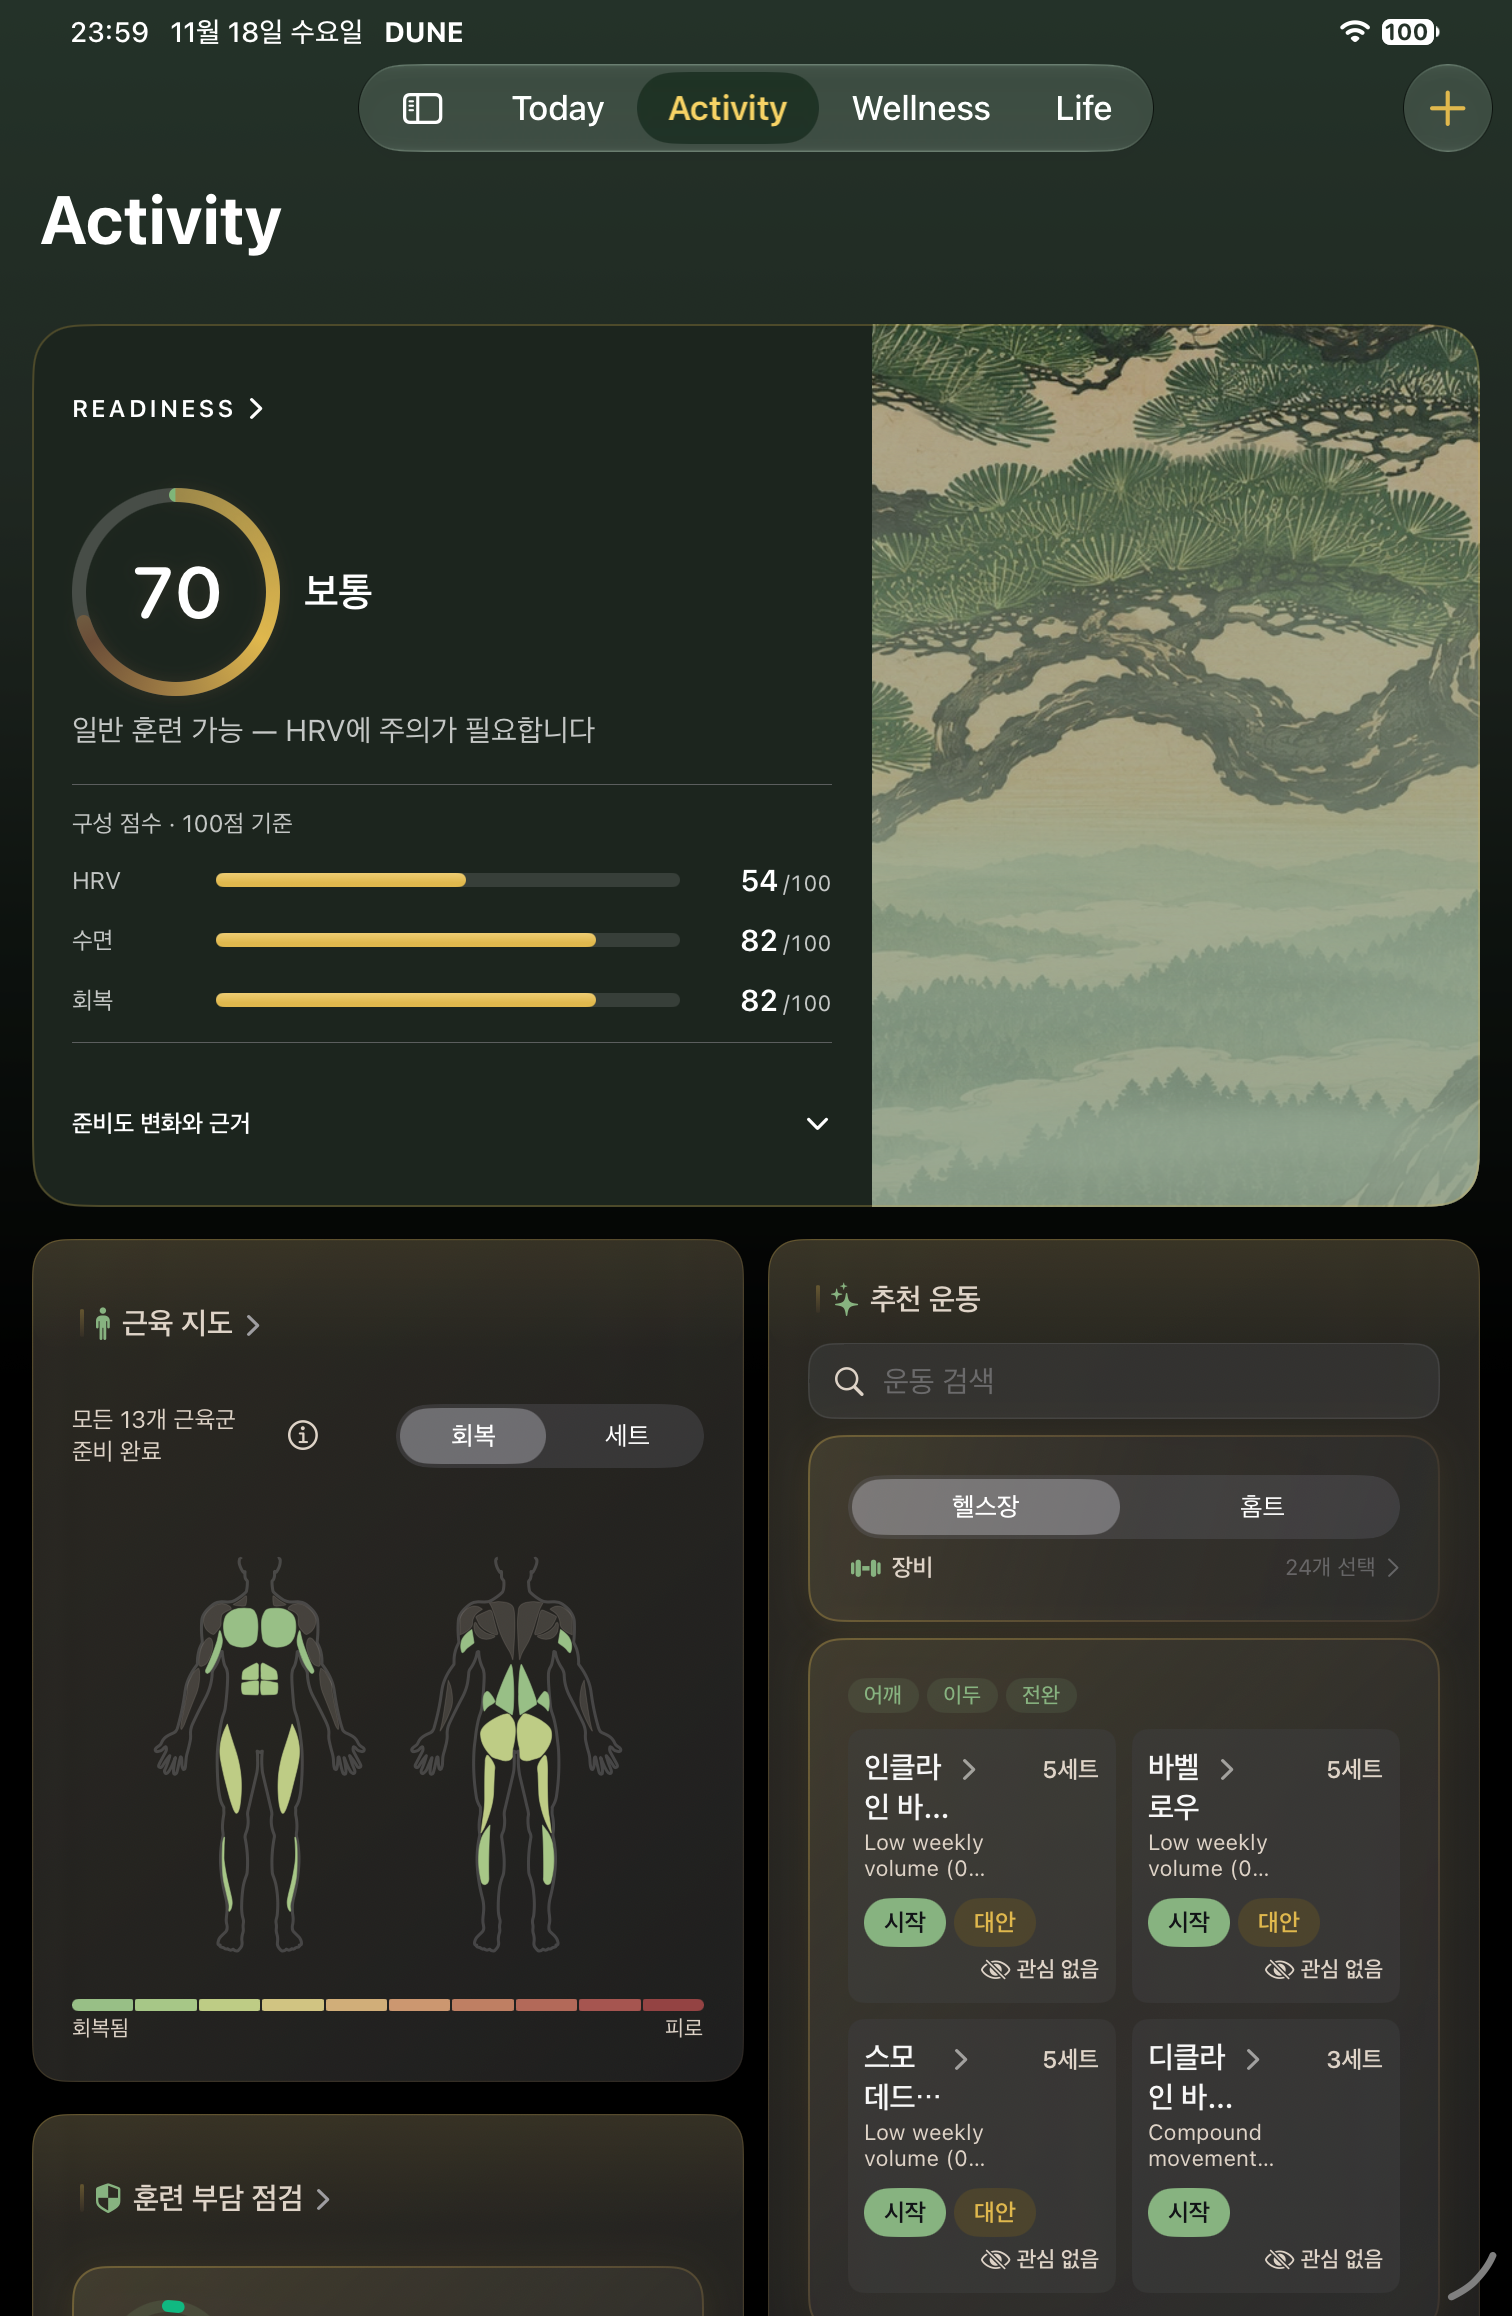 23:59 11월 18일 수요일 DUNE
100
Today Activity Wellness Life
Activity
READINESS
70
보통
일반 훈련 가능 — HRV에 주의가 필요합니다
구성 점수 · 100점 기준
HRV 54/100
수면 82/100
회복 82/100
준비도 변화와 근거
근육 지도
모든 13개 근육군
준비 완료
회복 세트
회복됨 피로
훈련 부담 점검
추천 운동
운동 검색
헬스장 홈트
장비 24개 선택
어깨 이두 전완
인클라
인 바...
5세트
Low weekly
volume (0...
시작 대안
관심 없음
바벨
로우
5세트
Low weekly
volume (0...
시작 대안
관심 없음
스모
데드...
5세트
Low weekly
volume (0...
시작 대안
관심 없음
디클라
인 바...
3세트
Compound
movement...
시작
관심 없음